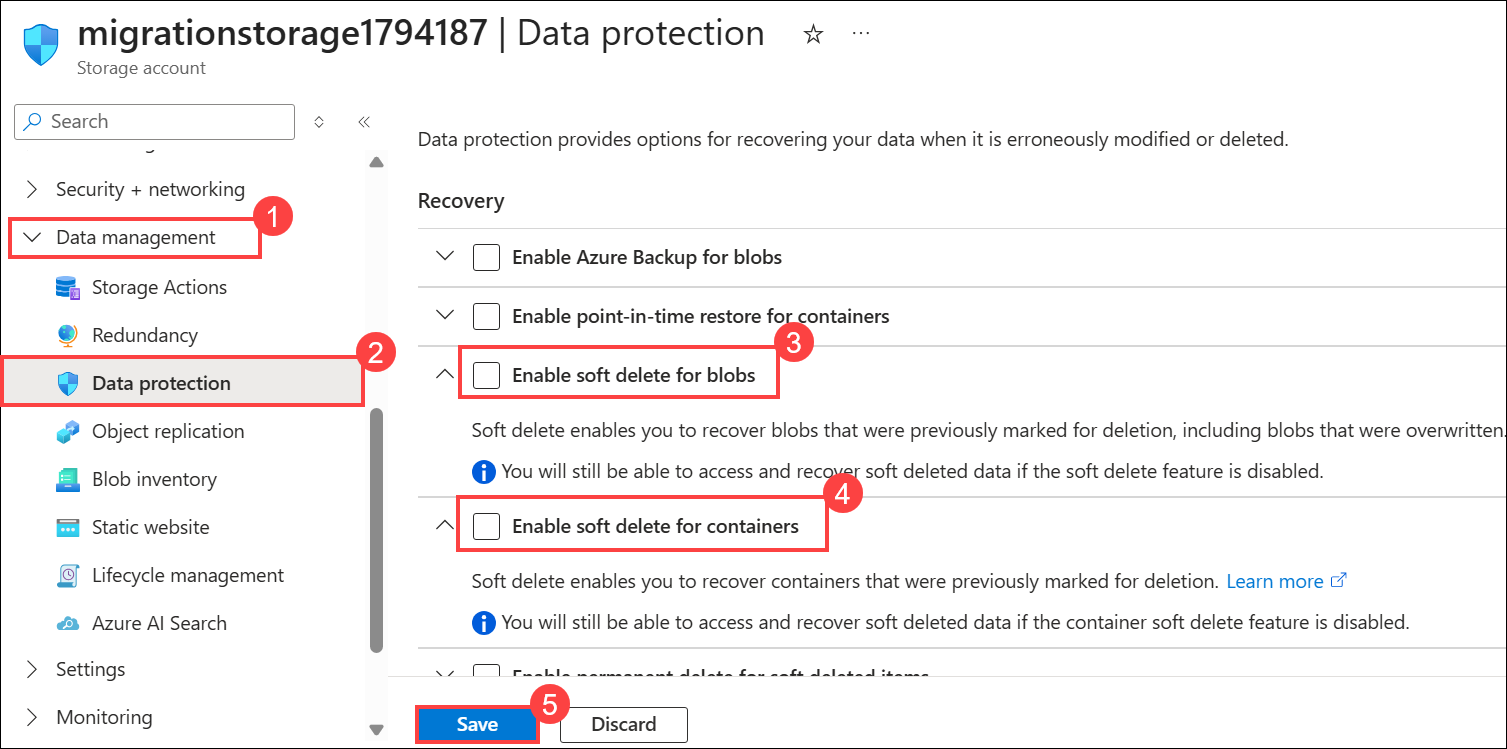 migrationstorage1794187 | Data protection
Storage account
Search
Data protection provides options for recovering your data when it is erroneously modified or deleted.
Security + networking
1
Data management
Storage Actions
Redundancy
2
Data protection
Object replication
Blob inventory
Static website
Lifecycle management
Azure AI Search
Settings
Monitoring
Recovery
Enable Azure Backup for blobs
Enable point-in-time restore for containers
3
Enable soft delete for blobs
Soft delete enables you to recover blobs that were previously marked for deletion, including blobs that were overwritten.
You will still be able to access and recover soft deleted data if the soft delete feature is disabled.
4
Enable soft delete for containers
Soft delete enables you to recover containers that were previously marked for deletion. Learn more
You will still be able to access and recover soft deleted data if the container soft delete feature is disabled.
Enable permanent delete for soft deleted items
5
Save
Discard